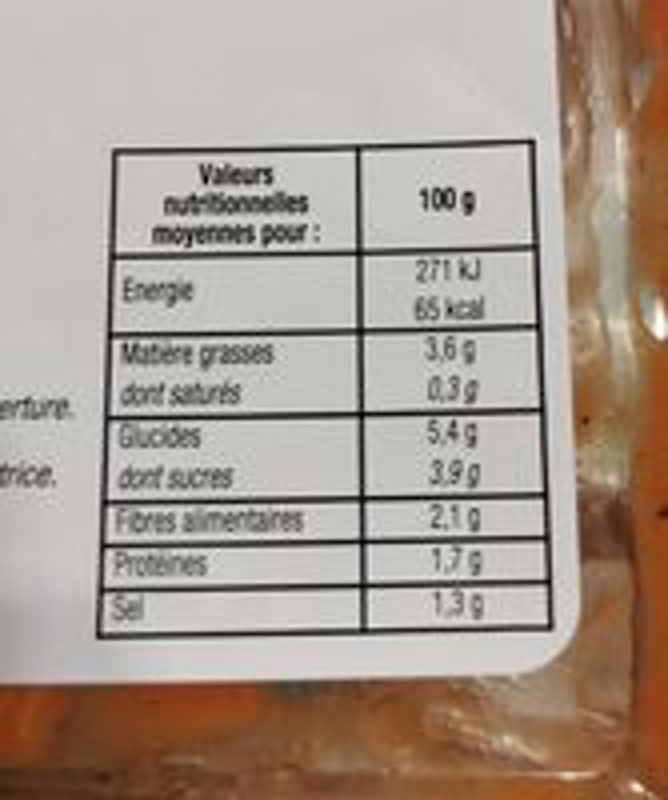 Valeurs
nutritionnelles
moyennes pour :
100 g
Energie
271 kJ
65 kcal
Matière grasses 3,6 g
dont saturés 0,3 g
erture.
Glucides 5,4 g
trice.
dont sucres 3,9 g
Fibres alimentaires 2,1 g
Protéines 1,7 g
Sel 1,3 g